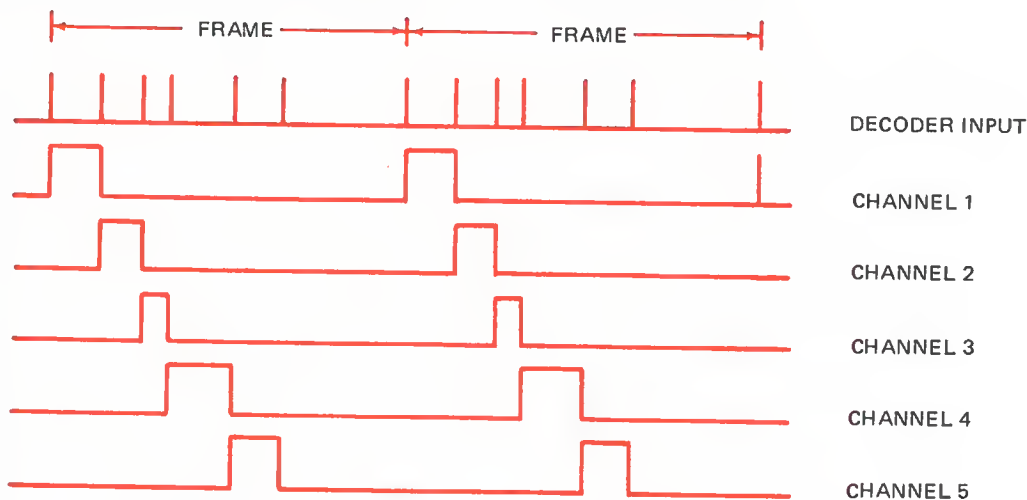 FRAME FRAME
DECODER INPUT
CHANNEL 1
CHANNEL 2
CHANNEL 3
CHANNEL 4
CHANNEL 5